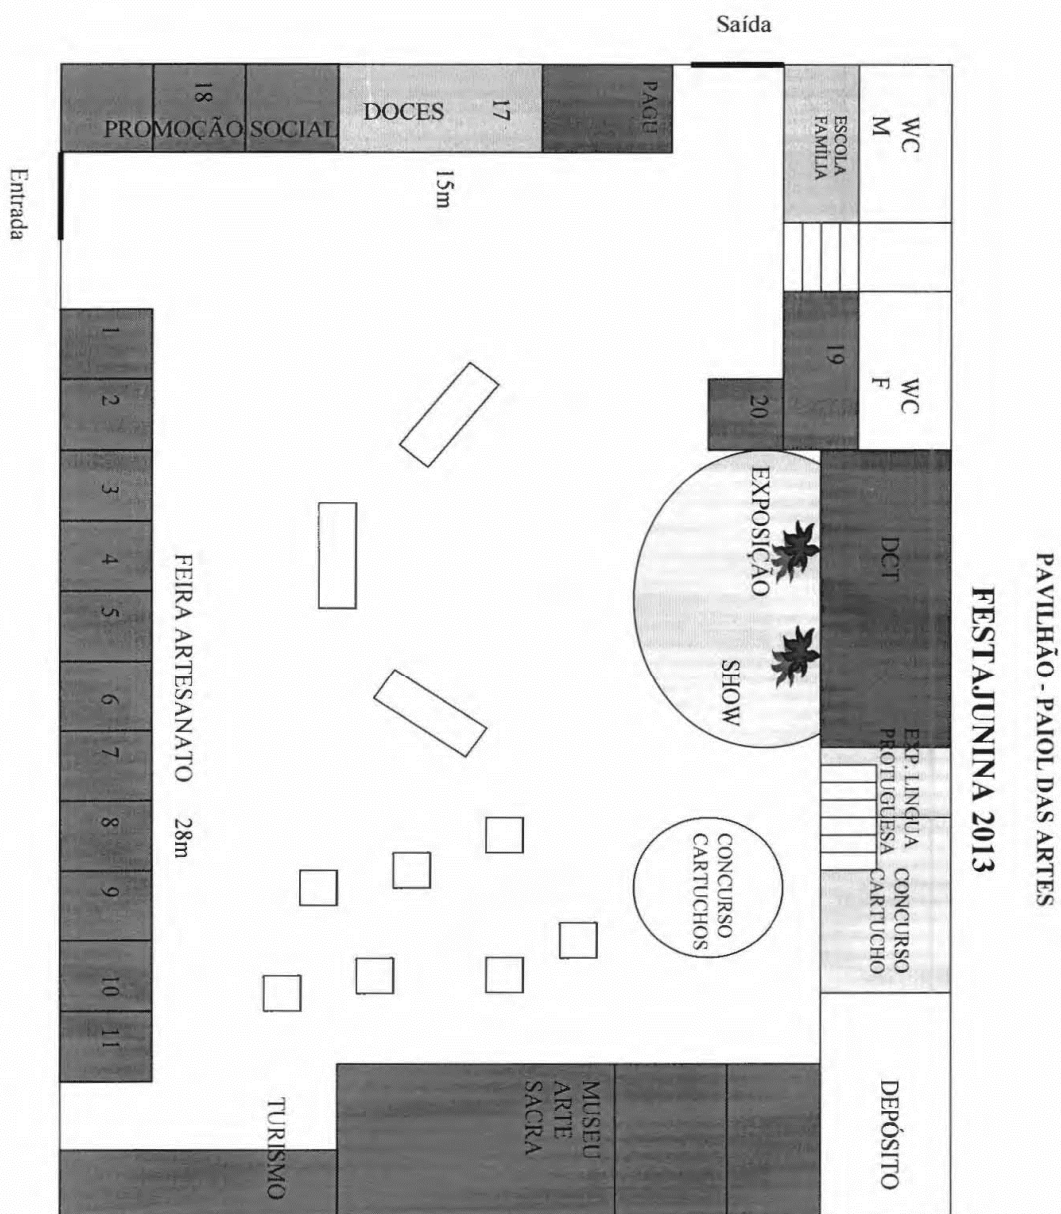 PAVILHÃO - PAIOL DAS ARTES
FESTAJUNINA 2013
Saída
Entrada
18
PROMOÇÃO SOCIAL
DOCES
17
PAGU
15m
ESCOLA
FAMÍLIA
WC
M
19
WC
F
20
DCT
EXPOSIÇÃO
SHOW
EXP. LINGUA
PROTUGUESA
CONCURSO
CARTUCHO
CONCURSO
CARTUCHOS
DEPÓSITO
MUSEU
ARTE
SACRA
TURISMO
FEIRA ARTESANATO 28m
1
2
3
4
5
6
7
8
9
10
11